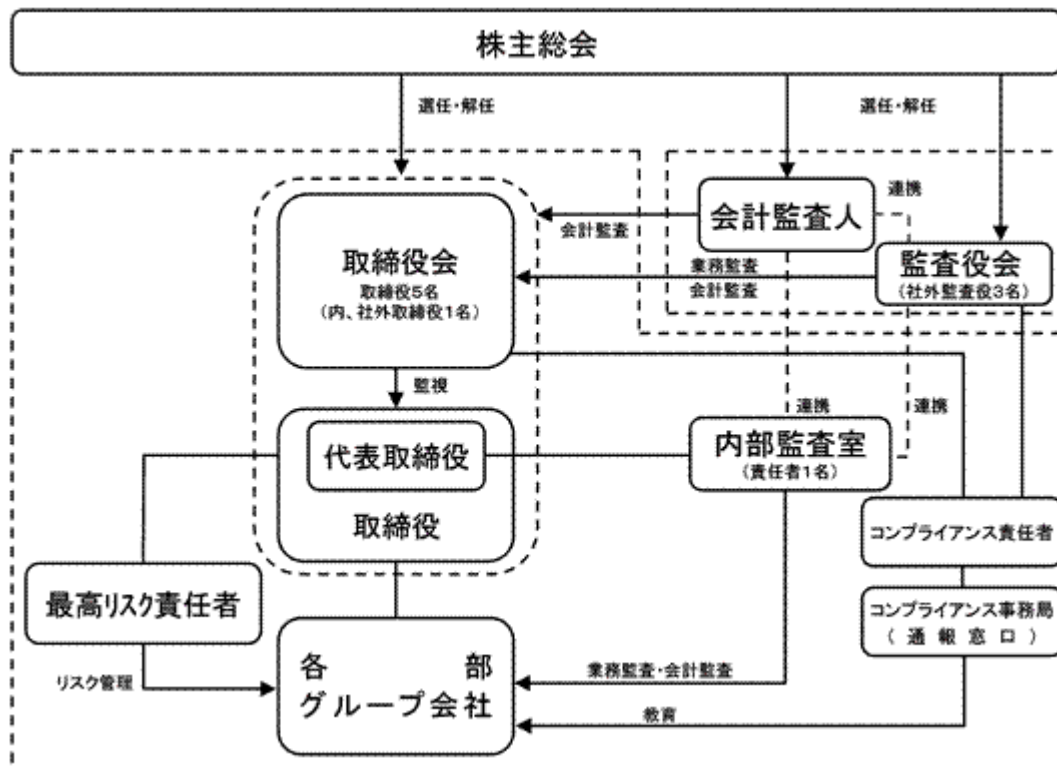 株主総会
選任・解任
選任・解任
会計監査人
連携
会計監査
取締役会
取締役5名
（内、社外取締役1名）
業務監査
会計監査
監査役会
（社外監査役3名）
監視
連携
連携
代表取締役
取締役
内部監査室
（責任者1名）
コンプライアンス責任者
最高リスク責任者
コンプライアンス事務局
（通報窓口）
各部
グループ会社
リスク管理
業務監査・会計監査
教育